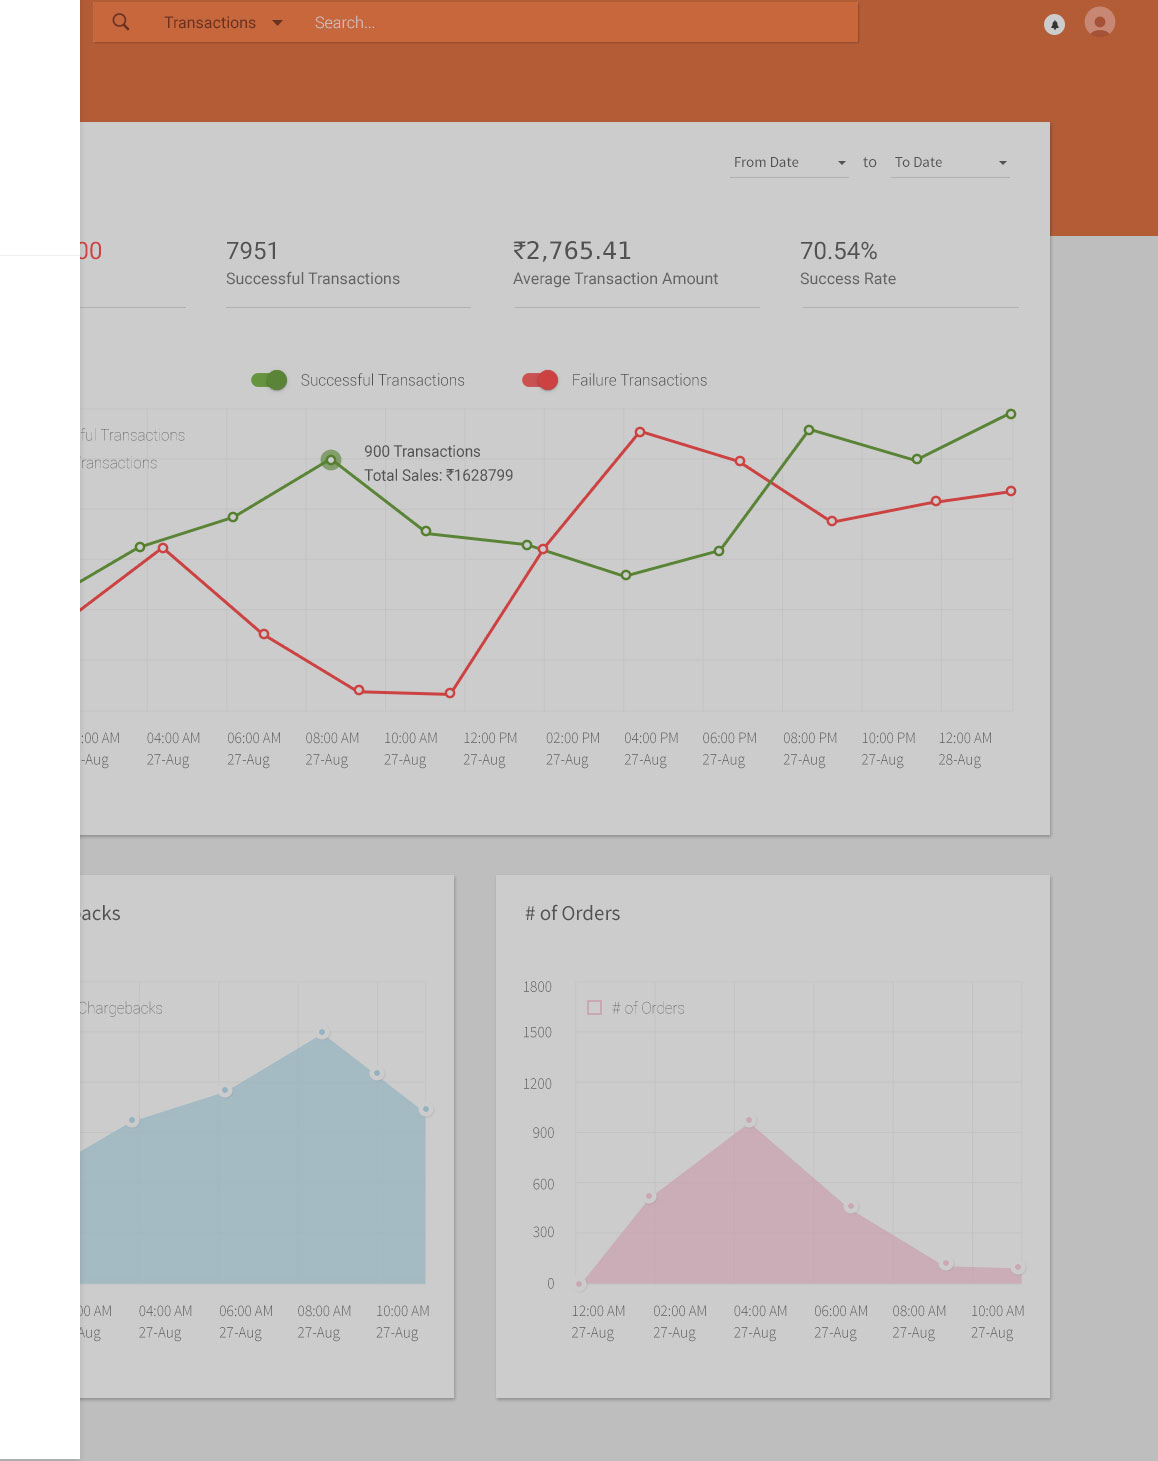 Transactions Search...
From Date to To Date
00 7951 ₹2,765.41 70.54%
Successful Transactions Average Transaction Amount Success Rate
Successful Transactions Failure Transactions
ful Transactions
Transactions
900 Transactions
Total Sales: ₹1628799
:00 AM 04:00 AM 06:00 AM 08:00 AM 10:00 AM 12:00 PM 02:00 PM 04:00 PM 06:00 PM 08:00 PM 10:00 PM 12:00 AM
-Aug 27-Aug 27-Aug 27-Aug 27-Aug 27-Aug 27-Aug 27-Aug 27-Aug 27-Aug 27-Aug 28-Aug
acks
Chargebacks
00 AM 04:00 AM 06:00 AM 08:00 AM 10:00 AM
Aug 27-Aug 27-Aug 27-Aug 27-Aug
# of Orders
1800
# of Orders
1500
1200
900
600
300
0
12:00 AM 02:00 AM 04:00 AM 06:00 AM 08:00 AM 10:00 AM
27-Aug 27-Aug 27-Aug 27-Aug 27-Aug 27-Aug